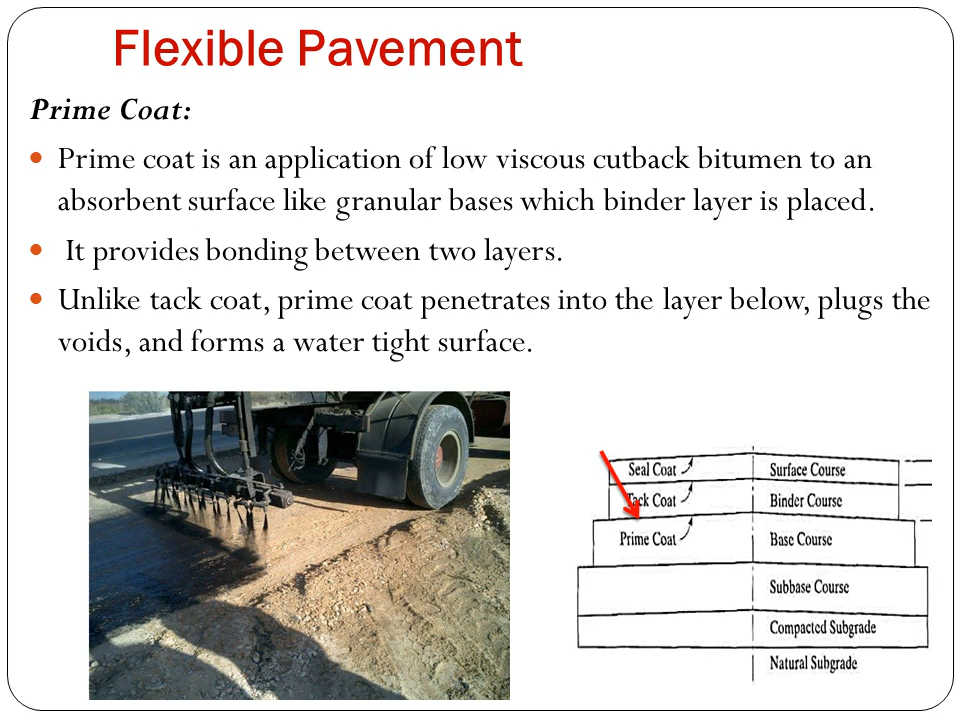 Flexible Pavement
Prime Coat:
Prime coat is an application of low viscous cutback bitumen to an
absorbent surface like granular bases which binder layer is placed.
It provides bonding between two layers.
Unlike tack coat, prime coat penetrates into the layer below, plugs the
voids, and forms a water tight surface.
Seal Coat Surface Course
Tack Coat Binder Course
Prime Coat Base Course
Subbase Course
Compacted Subgrade
Natural Subgrade